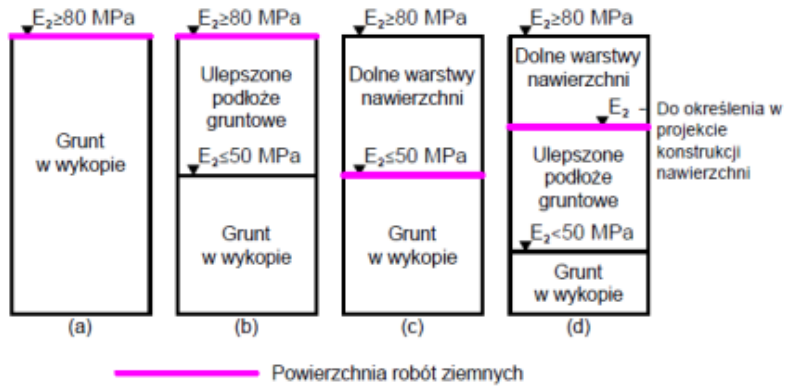 E₂≥80 MPa
Grunt
w wykopie
(a)
E₂≥80 MPa
Ulepszone
podłoże
gruntowe
E₂≤50 MPa
Grunt
w wykopie
(b)
E₂≥80 MPa
Dolne warstwy
nawierzchni
E₂≤50 MPa
Grunt
w wykopie
(c)
E₂≥80 MPa
Dolne warstwy
nawierzchni
E₂ - Do określenia w
projekcie
konstrukcji
nawierzchni
Ulepszone
podłoże
gruntowe
E₂<50 MPa
Grunt
w wykopie
(d)
Powierzchnia robót ziemnych